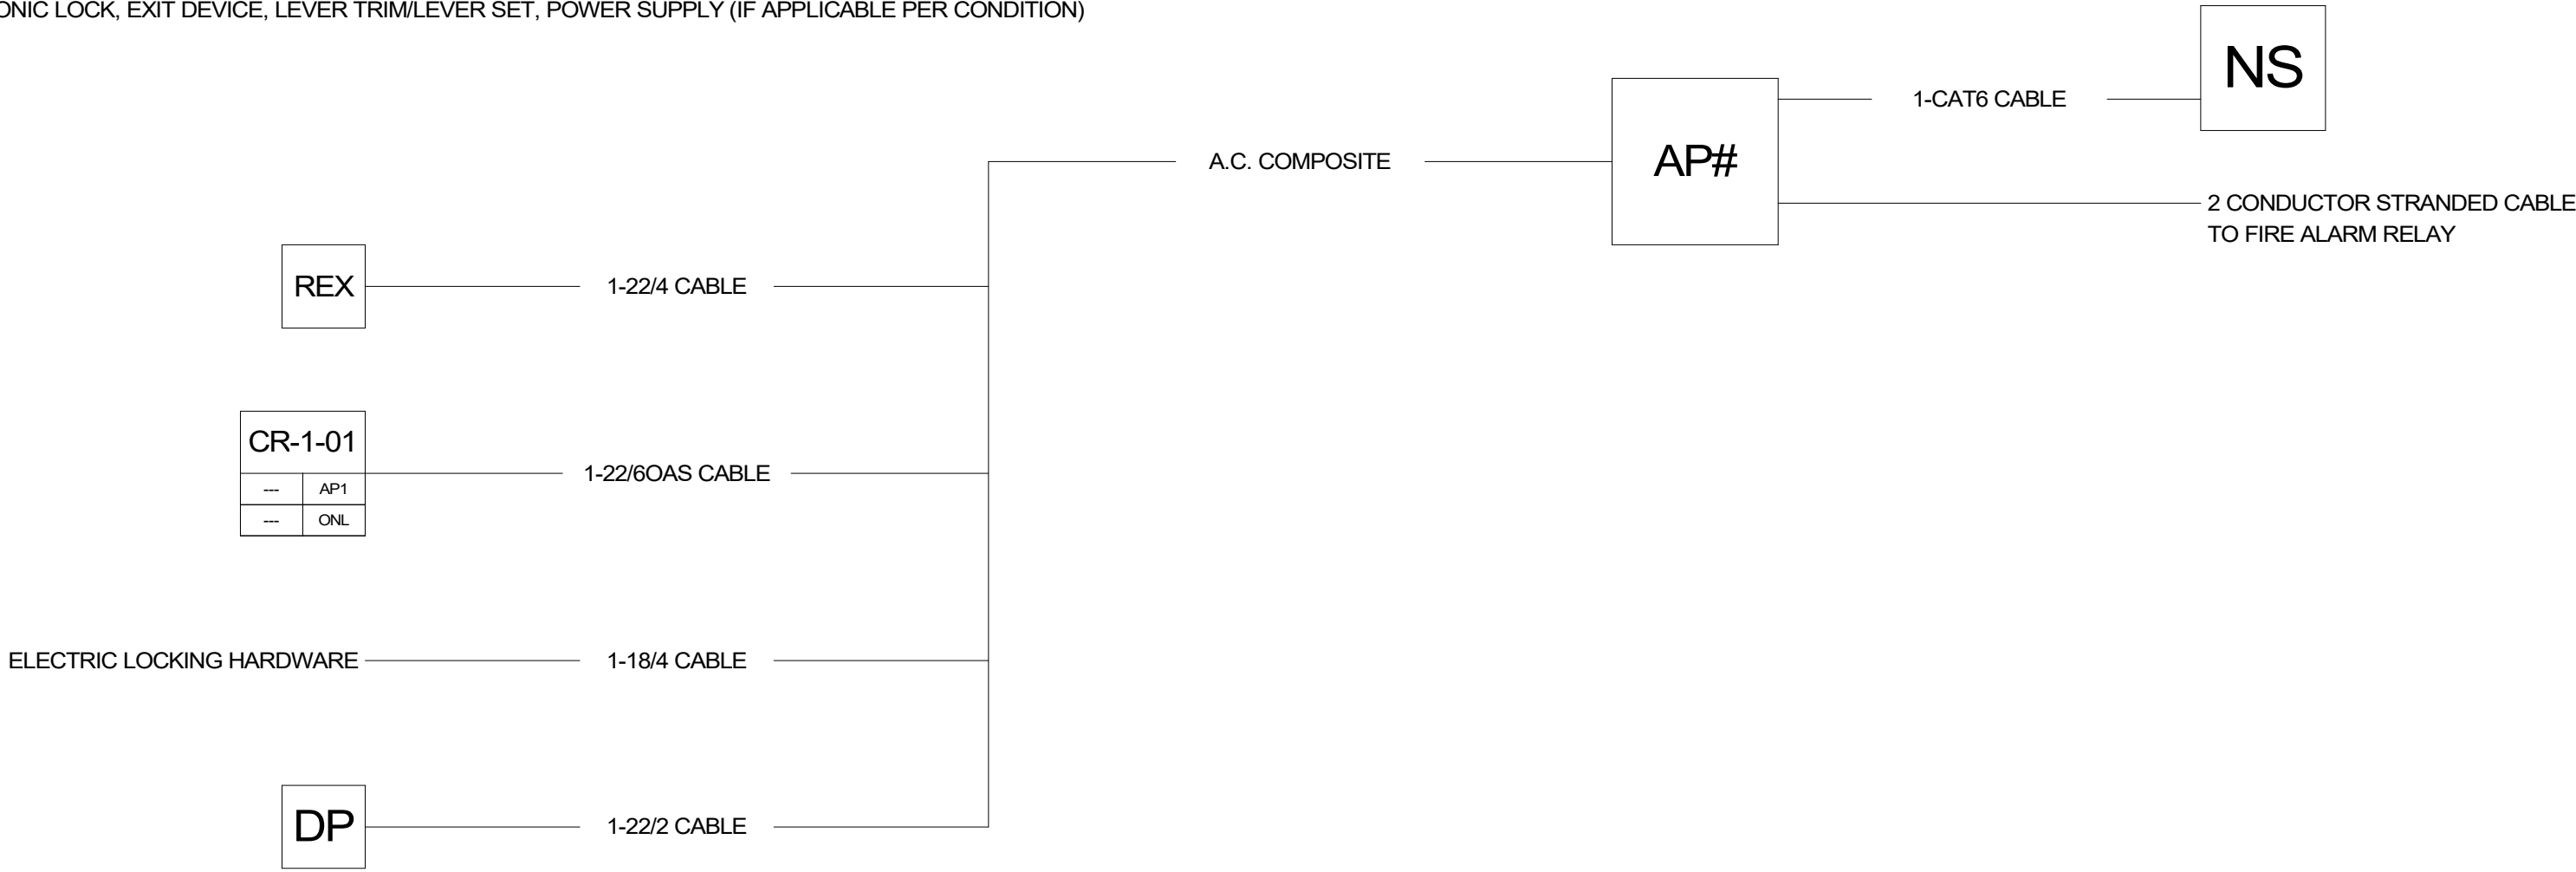 LOCK, EXIT DEVICE, LEVER TRIM/LEVER SET, POWER SUPPLY (IF APPLICABLE PER CONDITION)
NS
1-CAT6 CABLE
A.C. COMPOSITE
AP#
2 CONDUCTOR STRANDED CABLE
TO FIRE ALARM RELAY
REX
1-22/4 CABLE
CR-1-01
--- AP1
--- ONL
1-22/6OAS CABLE
ELECTRIC LOCKING HARDWARE
1-18/4 CABLE
DP
1-22/2 CABLE